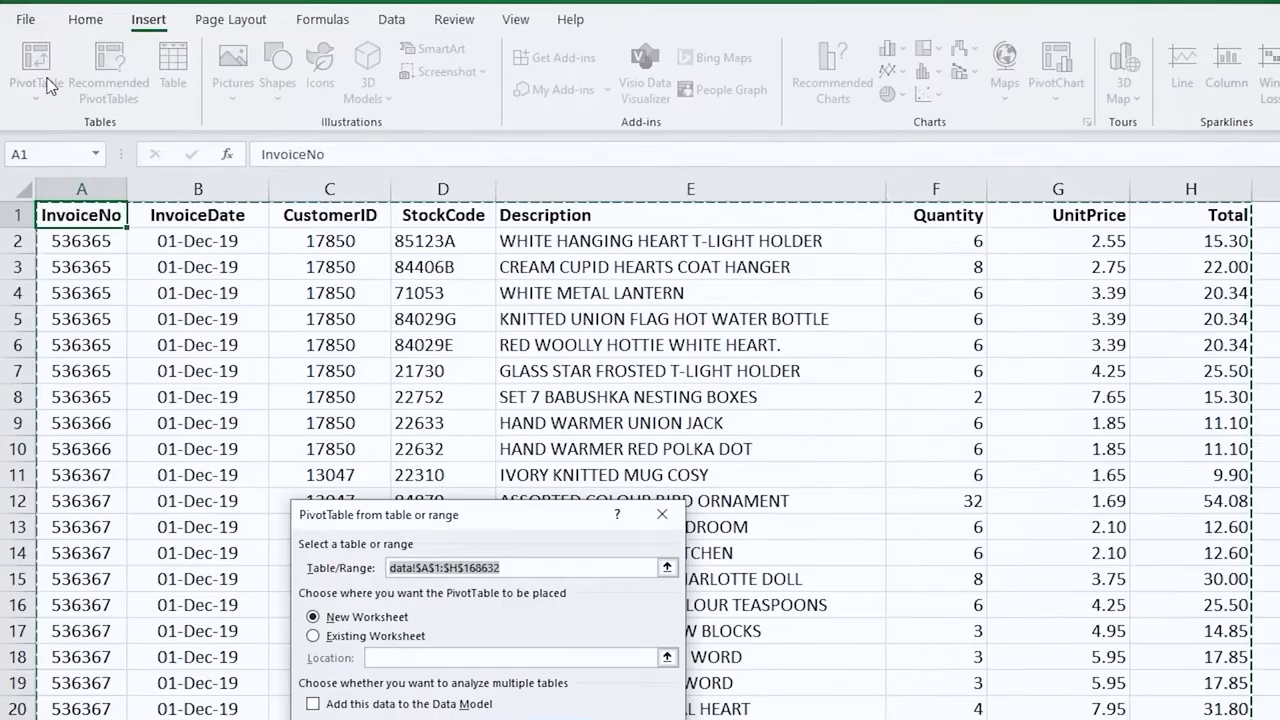 File Home Insert Page Layout Formulas Data Review View Help
PivotTable Recommended PivotTables Table
Tables
Pictures Shapes Icons 3D Models SmartArt Screenshot
Illustrations
Get Add-ins My Add-ins Visio Data Visualizer Bing Maps People Graph
Add-ins
Recommended Charts Maps PivotChart
Charts
3D Map
Tours
Line Column
Sparklines
A1 fx InvoiceNo
A B C D E F G H
1 InvoiceNo InvoiceDate CustomerID StockCode Description Quantity UnitPrice Total
2 536365 01-Dec-19 17850 85123A WHITE HANGING HEART T-LIGHT HOLDER 6 2.55 15.30
3 536365 01-Dec-19 17850 84406B CREAM CUPID HEARTS COAT HANGER 8 2.75 22.00
4 536365 01-Dec-19 17850 71053 WHITE METAL LANTERN 6 3.39 20.34
5 536365 01-Dec-19 17850 84029G KNITTED UNION FLAG HOT WATER BOTTLE 6 3.39 20.34
6 536365 01-Dec-19 17850 84029E RED WOOLLY HOTTIE WHITE HEART. 6 3.39 20.34
7 536365 01-Dec-19 17850 21730 GLASS STAR FROSTED T-LIGHT HOLDER 6 4.25 25.50
8 536365 01-Dec-19 17850 22752 SET 7 BABUSHKA NESTING BOXES 2 7.65 15.30
9 536366 01-Dec-19 17850 22633 HAND WARMER UNION JACK 6 1.85 11.10
10 536366 01-Dec-19 17850 22632 HAND WARMER RED POLKA DOT 6 1.85 11.10
11 536367 01-Dec-19 13047 22310 IVORY KNITTED MUG COSY 6 1.65 9.90
12 536367 01-Dec-19 ORNAMENT 32 1.69 54.08
13 536367 01-Dec-19 DROOM 6 2.10 12.60
14 536367 01-Dec-19 TCHEN 6 2.10 12.60
15 536367 01-Dec-19 HARLOTTE DOLL 8 3.75 30.00
16 536367 01-Dec-19 LOUR TEASPOONS 6 4.25 25.50
17 536367 01-Dec-19 W BLOCKS 3 4.95 14.85
18 536367 01-Dec-19 WORD 3 5.95 17.85
19 536367 01-Dec-19 WORD 3 5.95 17.85
20 536367 01-Dec-19 AL HEART 4 7.95 31.80
PivotTable from table or range ?
Select a table or range
Table/Range: data!$A$1:$H$168632
Choose where you want the PivotTable to be placed
New Worksheet
Existing Worksheet
Location:
Choose whether you want to analyze multiple tables
Add this data to the Data Model